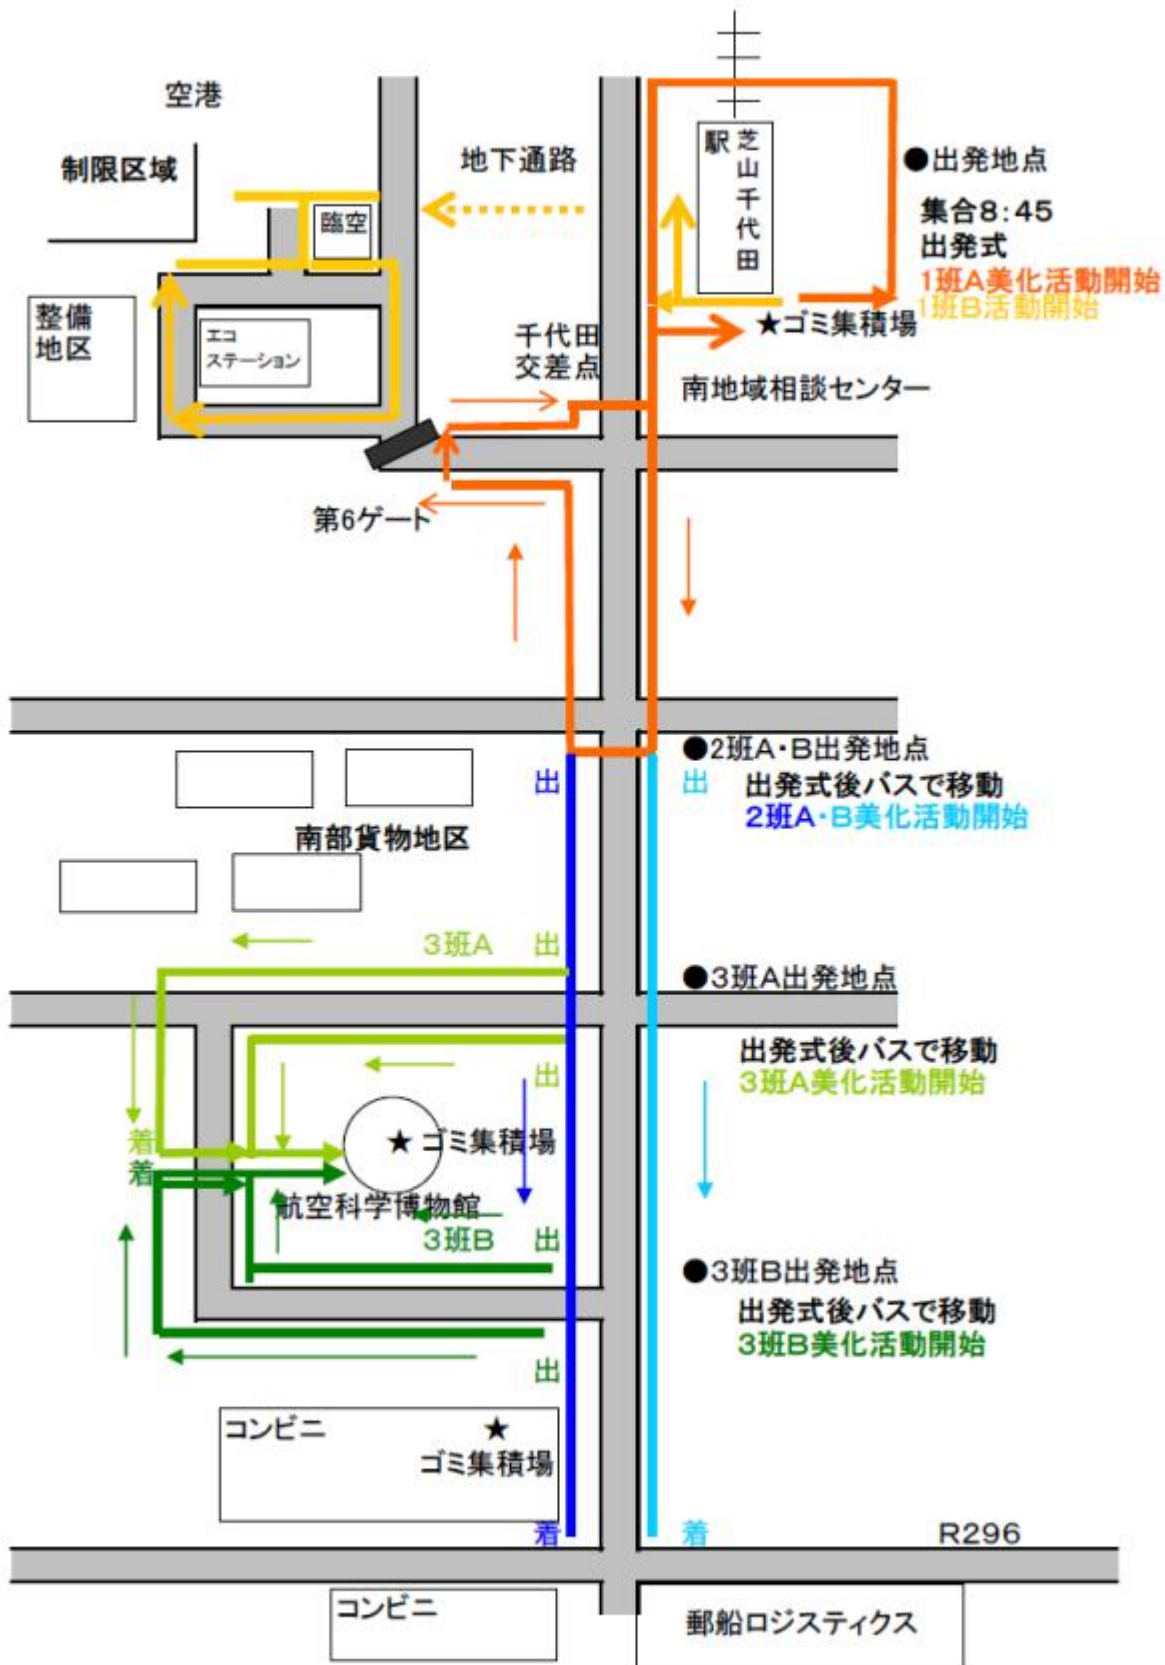 空港
制限区域
地下通路
臨空
駅
芝山千代田
●出発地点
集合8:45
出発式
1班A美化活動開始
1班B活動開始
整備
地区
エコ
ステーション
千代田
交差点
★ゴミ集積場
南地域相談センター
第6ゲート
●2班A・B出発地点
出
出
出発式後バスで移動
2班A・B美化活動開始
南部貨物地区
3班A
出
●3班A出発地点
出発式後バスで移動
3班A美化活動開始
出
着
★ ゴミ集積場
着
航空科学博物館
3班B
出
●3班B出発地点
出発式後バスで移動
3班B美化活動開始
出
コンビニ
★
ゴミ集積場
着
着
R296
コンビニ
郵船ロジスティクス